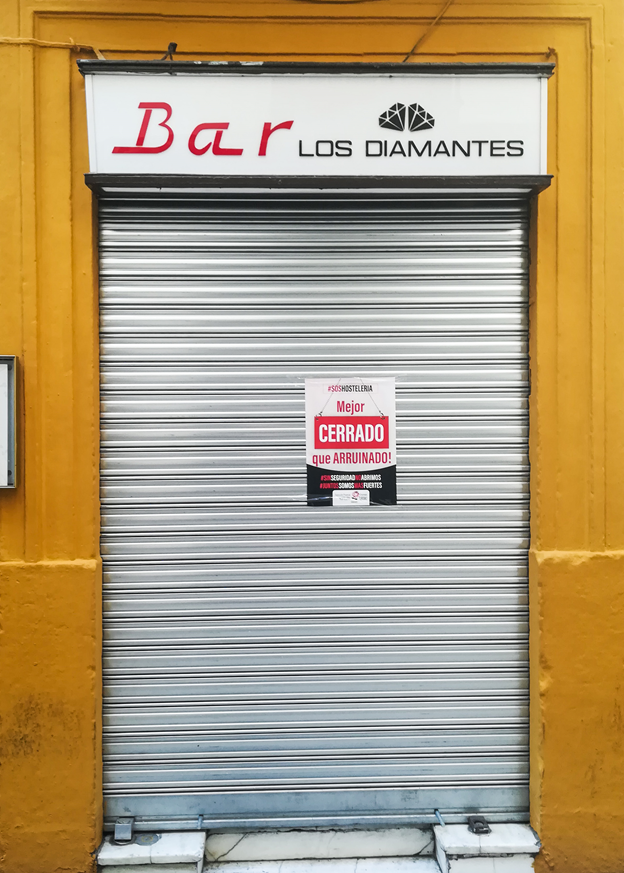 Bar LOS DIAMANTES
#SOSHOSTELERIA
Mejor
CERRADO
que ARRUINADO!
#SINSEGURIDADNOABRIMOS
#JUNTOSSOMOSMASFUERTES